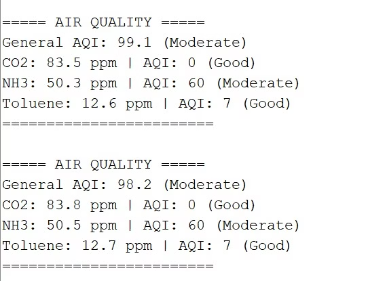 ===== AIR QUALITY =====
General AQI: 99.1 (Moderate)
CO2: 83.5 ppm | AQI: 0 (Good)
NH3: 50.3 ppm | AQI: 60 (Moderate)
Toluene: 12.6 ppm | AQI: 7 (Good)
========================
===== AIR QUALITY =====
General AQI: 98.2 (Moderate)
CO2: 83.8 ppm | AQI: 0 (Good)
NH3: 50.5 ppm | AQI: 60 (Moderate)
Toluene: 12.7 ppm | AQI: 7 (Good)
========================